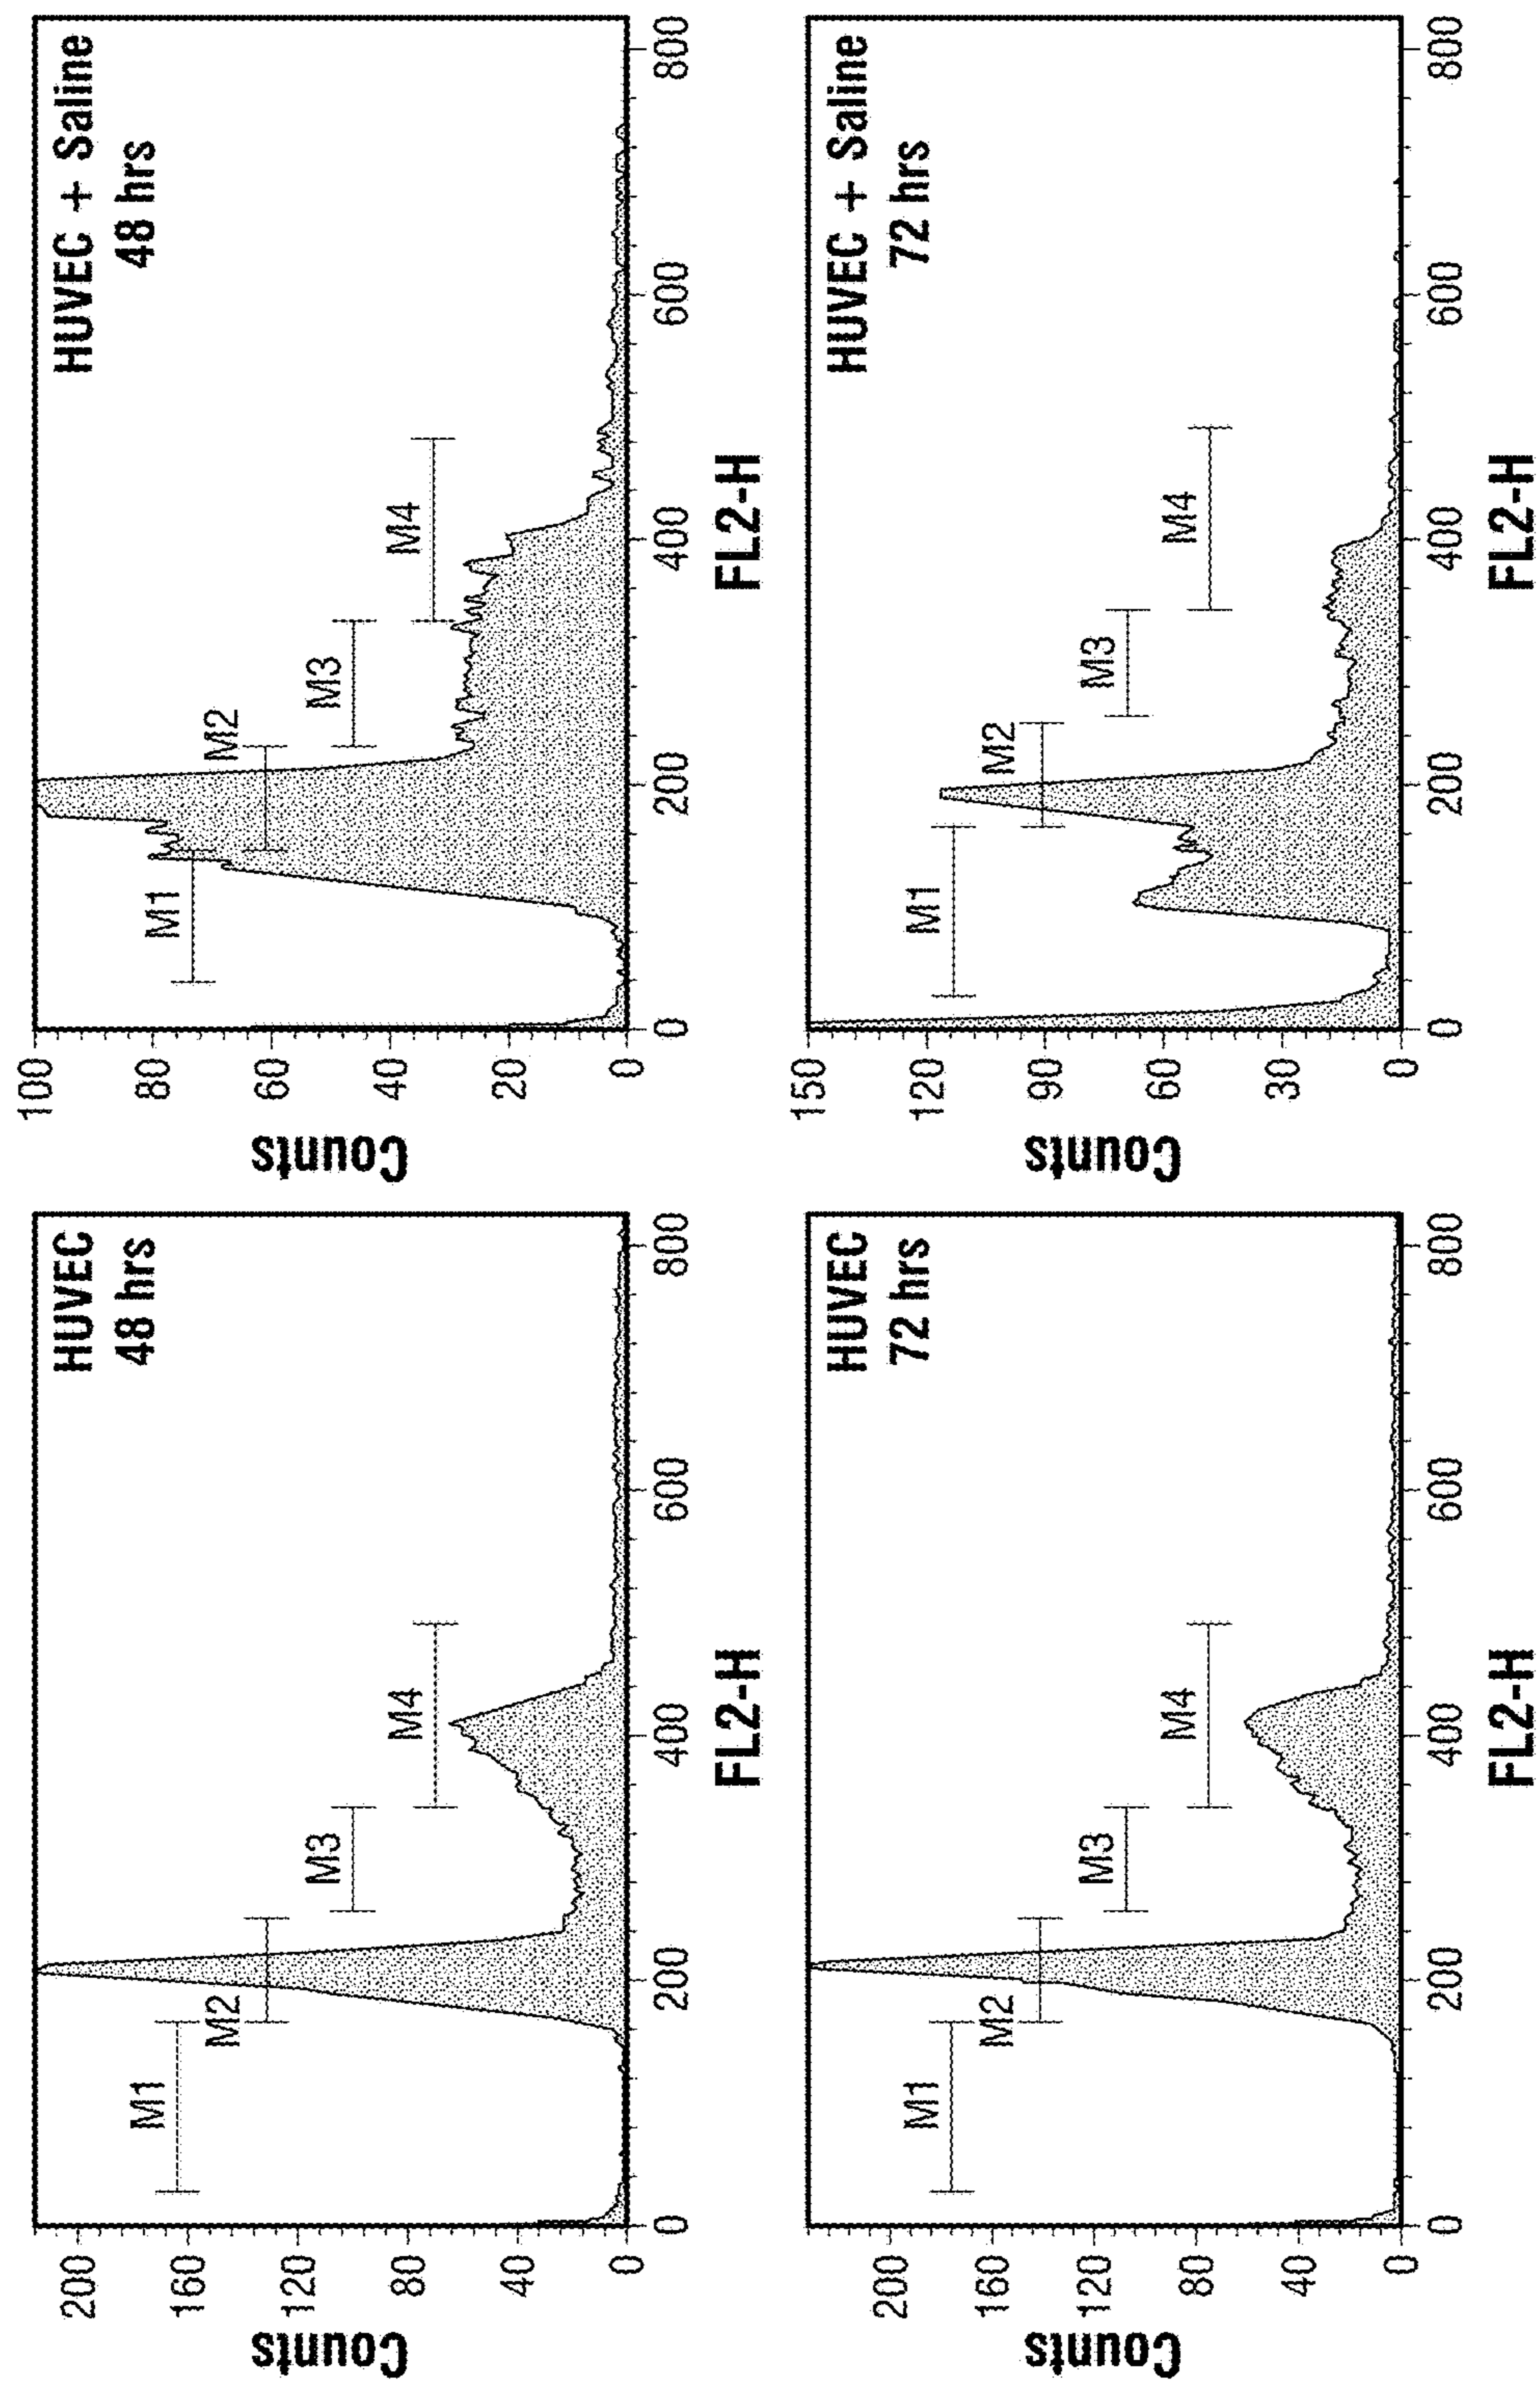 HUVEC
48 hrs
Counts
200
160
120
80
40
0
M1
M2
M3
M4
0 200 400 600 800
FL2-H
HUVEC + Saline
48 hrs
Counts
100
80
60
40
20
0
M1
M2
M3
M4
0 200 400 600 800
FL2-H
HUVEC
72 hrs
Counts
200
160
120
80
40
0
M1
M2
M3
M4
0 200 400 600 800
FL2-H
HUVEC + Saline
72 hrs
Counts
150
120
90
60
30
0
M1
M2
M3
M4
0 200 400 600 800
FL2-H